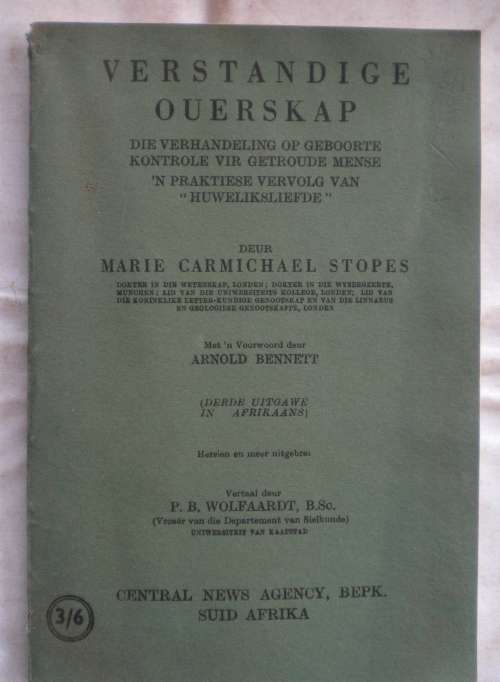 VERSTANDIGE
OUERSKAP
DIE VERHANDELING OP GEBOORTE
KONTROLE VIR GETROUDE MENSE
'N PRAKTIESE VERVOLG VAN
"HUWELIKSLIEFDE"
DEUR
MARIE CARMICHAEL STOPES
DOKTER IN DIE WETENSKAP, LONDEN; DOKTER IN DIE WYSBEGEERTE,
MUNCHEN; LID VAN DIE UNIWERSITEITS KOLLEGE, LONDEN; LID VAN
DIE KONINKLIKE LETTER-KUNDIGE GENOOTSKAP EN VAN DIE LINNAEUS
EN GEOLOGIESE GENOOTSKAPPE, LONDEN
Met 'n Voorwoord deur
ARNOLD BENNETT
(DERDE UITGAWE
IN AFRIKAANS)
Hersien en meer uitgebrei
Vertaal deur
P. B. WOLFAARDT, B.Sc.
(Vroeër van die Departement van Sielkunde)
UNIWERSITEIT VAN KAAPSTAD
CENTRAL NEWS AGENCY, BEPK.
SUID AFRIKA
3/6